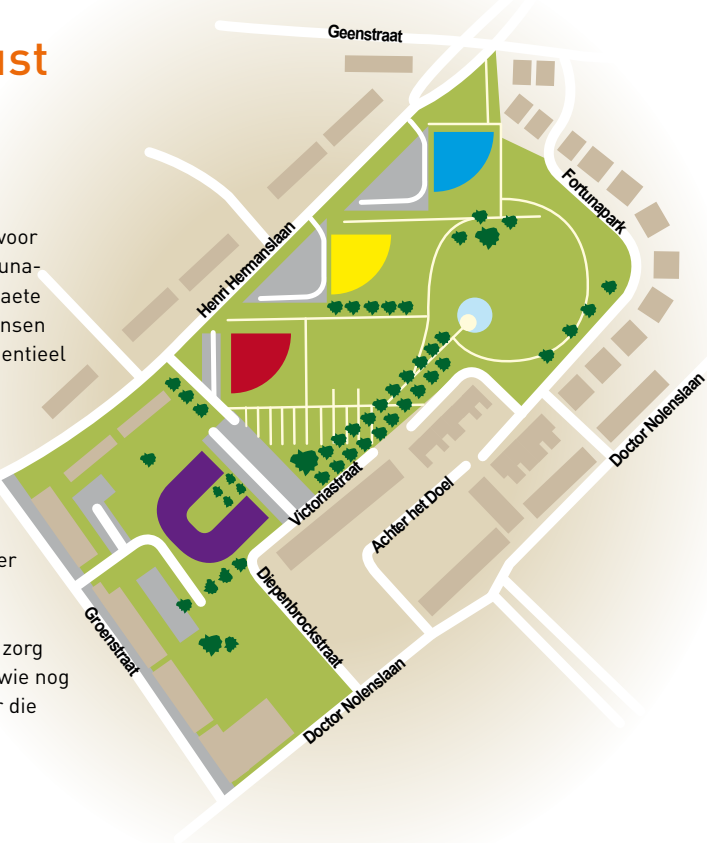 ust
voor
una-
aete
nsen
entieel
er
zorg
wie nog
r die
Geenstraat
Fortunapark
Henri Hermanslaan
Doctor Nolenslaan
Victoriastraat
Achter het Doel
Diepenbrockstraat
Groenstraat
Doctor Nolenslaan